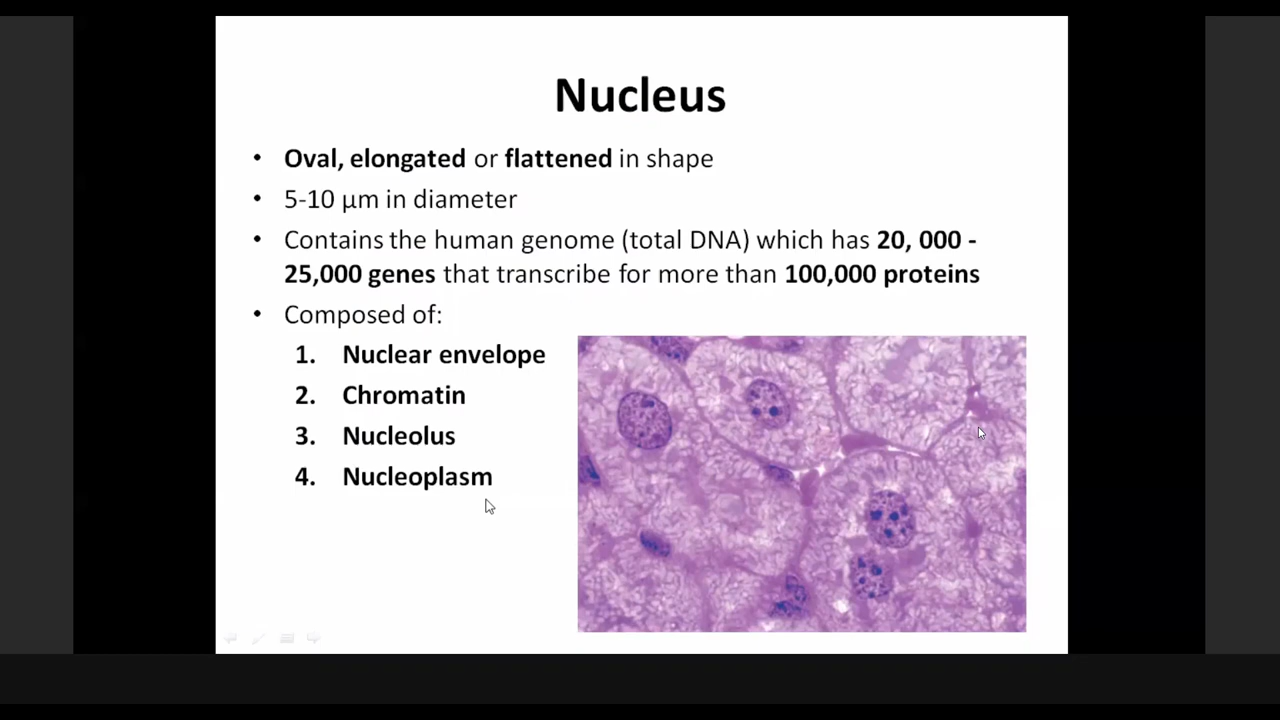 Nucleus
• Oval, elongated or flattened in shape
• 5-10 µm in diameter
• Contains the human genome (total DNA) which has 20, 000 -
25,000 genes that transcribe for more than 100,000 proteins
• Composed of:
1. Nuclear envelope
2. Chromatin
3. Nucleolus
4. Nucleoplasm